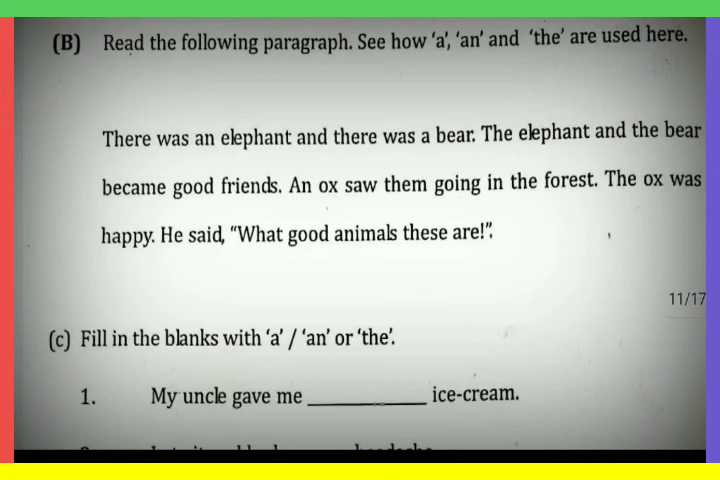 (B) Read the following paragraph. See how 'a', 'an' and 'the' are used here.
There was an elephant and there was a bear. The elephant and the bear
became good friends. An ox saw them going in the forest. The ox was
happy. He said, "What good animals these are!".
11/17
(c) Fill in the blanks with 'a' / 'an' or 'the'.
1. My uncle gave me __________ ice-cream.